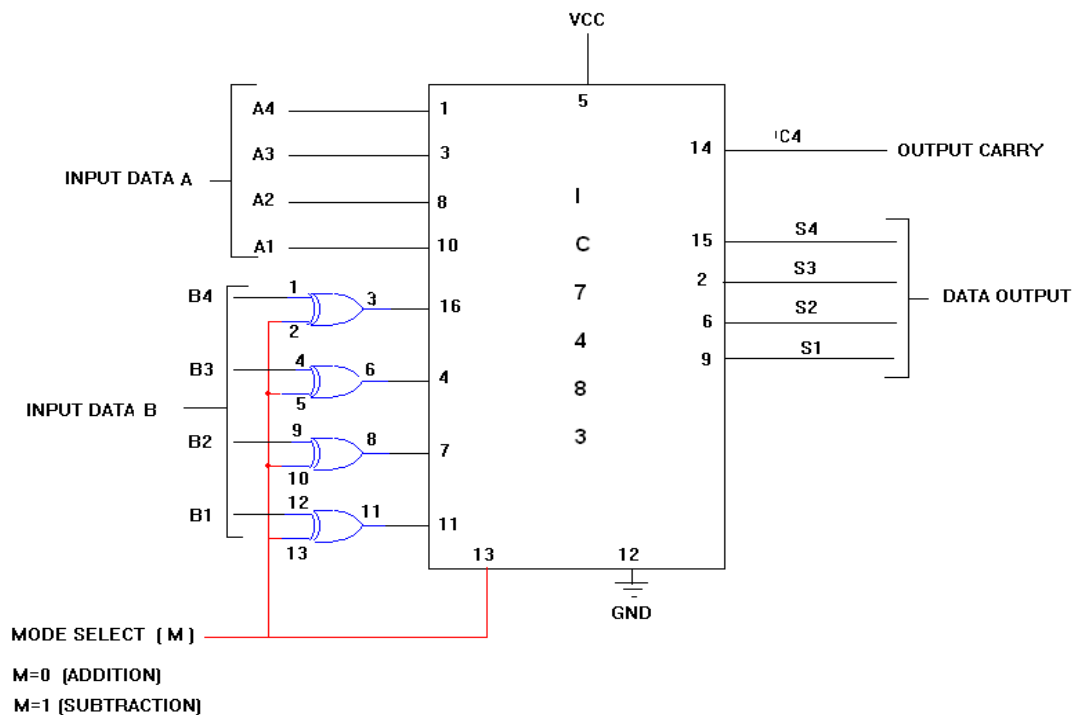 VCC
5
A4
1
A3
3
INPUT DATA A
A2
8
A1
10
14
'C4
OUTPUT CARRY
I
C
7
4
8
3
15
S4
2
S3
DATA OUTPUT
6
S2
9
S1
B4
1
2
3
16
B3
4
5
6
4
INPUT DATA B
B2
9
10
8
7
B1
12
13
11
11
13
12
GND
MODE SELECT (M)
M=0 (ADDITION)
M=1 (SUBTRACTION)